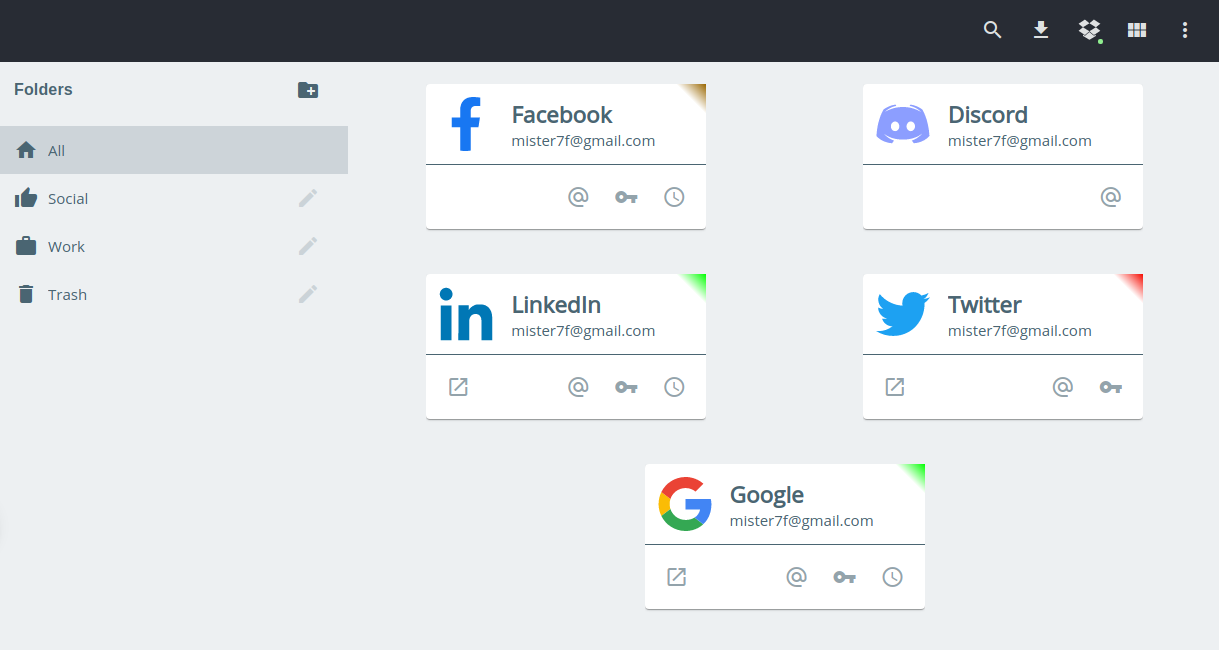 Folders
All
Social
Work
Trash
Facebook
mister7f@gmail.com
Discord
mister7f@gmail.com
LinkedIn
mister7f@gmail.com
Twitter
mister7f@gmail.com
Google
mister7f@gmail.com